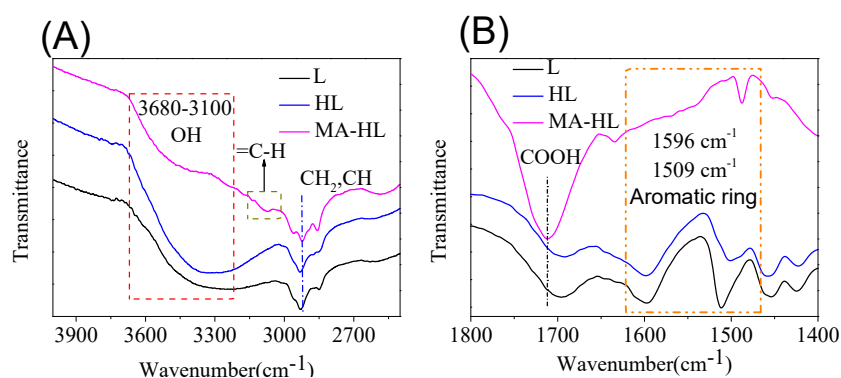 (A)
L
HL
MA-HL
3680-3100
OH
=C-H
CH₂,CH
Transmittance
3900 3600 3300 3000 2700
Wavenumber(cm⁻¹)
(B)
L
HL
MA-HL
COOH
1596 cm⁻¹
1509 cm⁻¹
Aromatic ring
Transmittance
1800 1700 1600 1500 1400
Wavenumber(cm⁻¹)